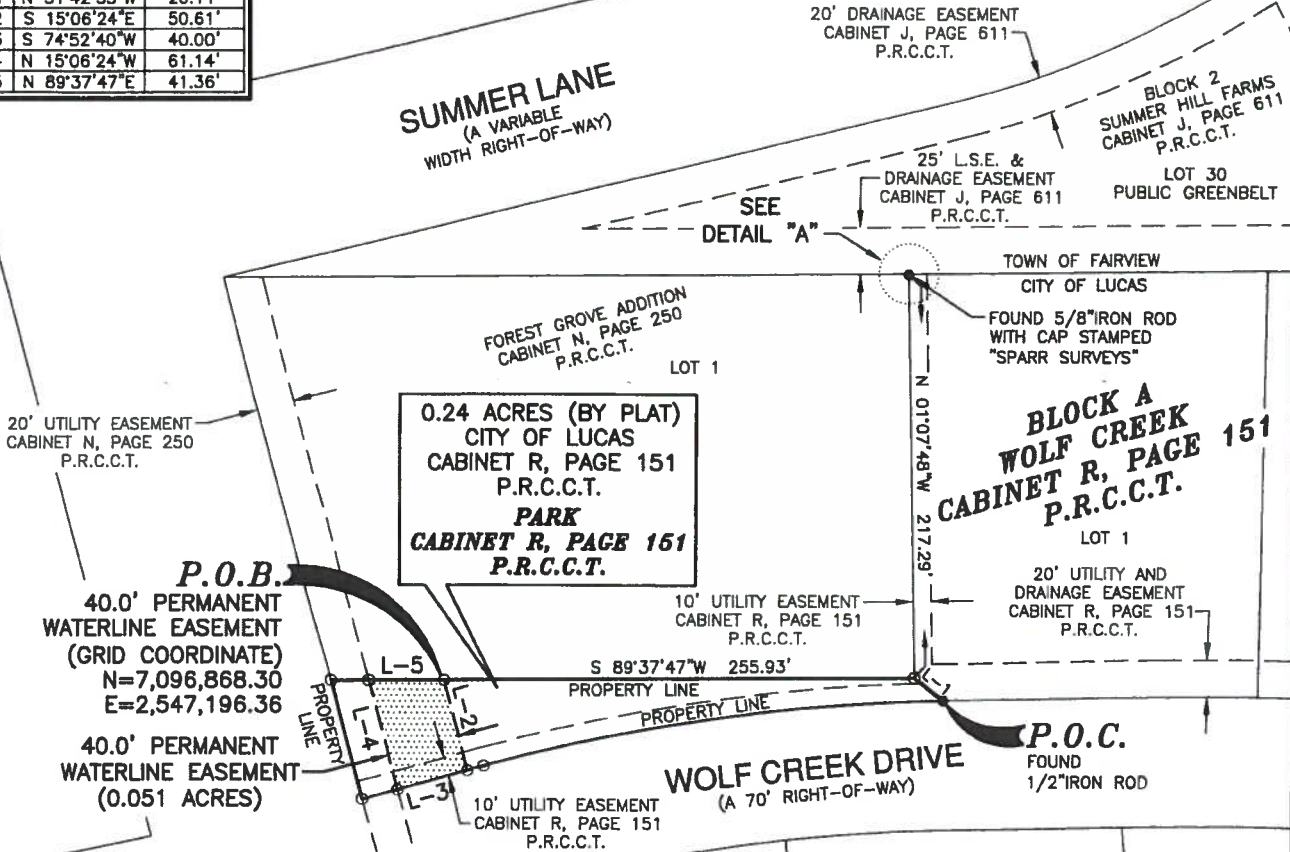 S 15°06'24"E 50.61'
S 74°52'40"W 40.00'
N 15°06'24"W 61.14'
N 89°37'47"E 41.36'
20' DRAINAGE EASEMENT
CABINET J, PAGE 611
P.R.C.C.T.
SUMMER LANE
(A VARIABLE
WIDTH RIGHT-OF-WAY)
BLOCK 2
SUMMER HILL FARMS
CABINET J, PAGE 611
P.R.C.C.T.
LOT 30
PUBLIC GREENBELT
25' L.S.E. &
DRAINAGE EASEMENT
CABINET J, PAGE 611
P.R.C.C.T.
SEE
DETAIL "A"
TOWN OF FAIRVIEW
CITY OF LUCAS
FOUND 5/8"IRON ROD
WITH CAP STAMPED
"SPARR SURVEYS"
FOREST GROVE ADDITION
CABINET N, PAGE 250
P.R.C.C.T.
LOT 1
20' UTILITY EASEMENT
CABINET N, PAGE 250
P.R.C.C.T.
0.24 ACRES (BY PLAT)
CITY OF LUCAS
CABINET R, PAGE 151
P.R.C.C.T.
PARK
CABINET R, PAGE 151
P.R.C.C.T.
N 01°07'48"W 217.29'
BLOCK A
WOLF CREEK
CABINET R, PAGE 151
P.R.C.C.T.
LOT 1
20' UTILITY AND
DRAINAGE EASEMENT
CABINET R, PAGE 151
P.R.C.C.T.
10' UTILITY EASEMENT
CABINET R, PAGE 151
P.R.C.C.T.
P.O.B.
40.0' PERMANENT
WATERLINE EASEMENT
(GRID COORDINATE)
N=7,096,868.30
E=2,547,196.36
L-5
S 89°37'47"W 255.93'
PROPERTY LINE
PROPERTY LINE
PROPERTY
LINE
L-4
L-2
L-1
L-3
40.0' PERMANENT
WATERLINE EASEMENT
(0.051 ACRES)
P.O.C.
FOUND
1/2"IRON ROD
WOLF CREEK DRIVE
(A 70' RIGHT-OF-WAY)
10' UTILITY EASEMENT
CABINET R, PAGE 151
P.R.C.C.T.